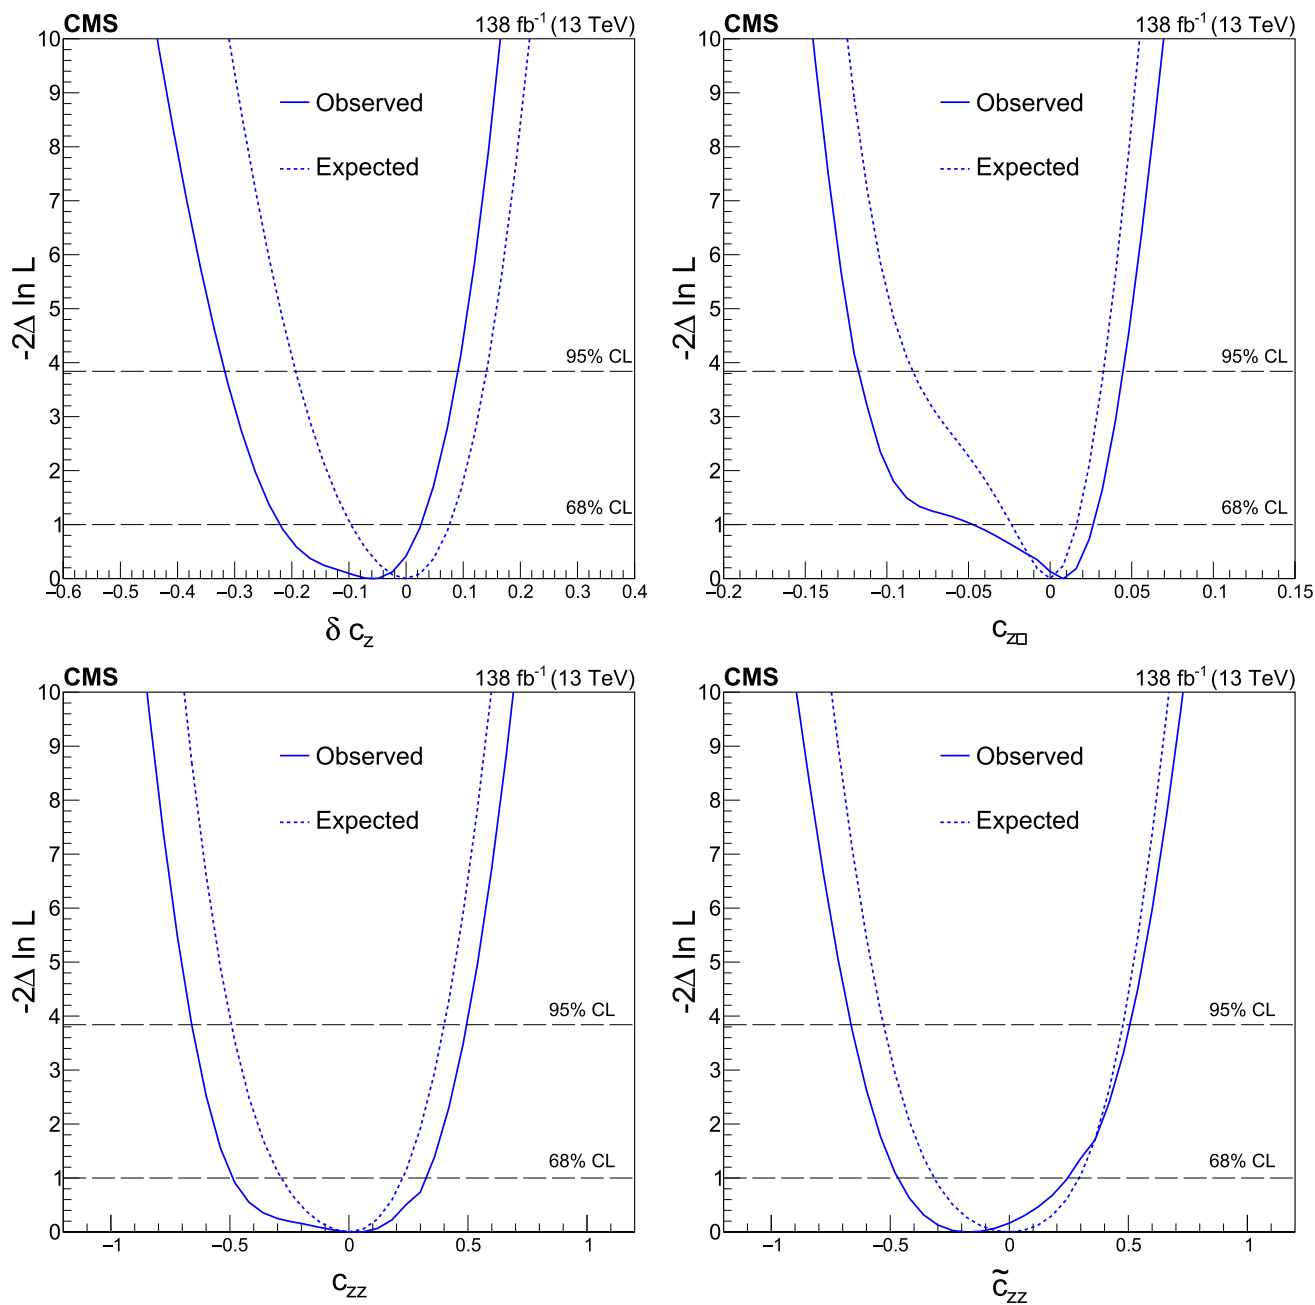 CMS 138 fb⁻¹ (13 TeV)
10
9
8
7
6
5
4
3
2
1
0
-2Δ ln L
Observed
Expected
95% CL
68% CL
−0.6 −0.5 −0.4 −0.3 −0.2 −0.1 0 0.1 0.2 0.3 0.4
δ c_z
CMS 138 fb⁻¹ (13 TeV)
10
9
8
7
6
5
4
3
2
1
0
-2Δ ln L
Observed
Expected
95% CL
68% CL
−0.2 −0.15 −0.1 −0.05 0 0.05 0.1 0.15
c_z□
CMS 138 fb⁻¹ (13 TeV)
10
9
8
7
6
5
4
3
2
1
0
-2Δ ln L
Observed
Expected
95% CL
68% CL
−1 −0.5 0 0.5 1
c_zz
CMS 138 fb⁻¹ (13 TeV)
10
9
8
7
6
5
4
3
2
1
0
-2Δ ln L
Observed
Expected
95% CL
68% CL
−1 −0.5 0 0.5 1
c̃_zz